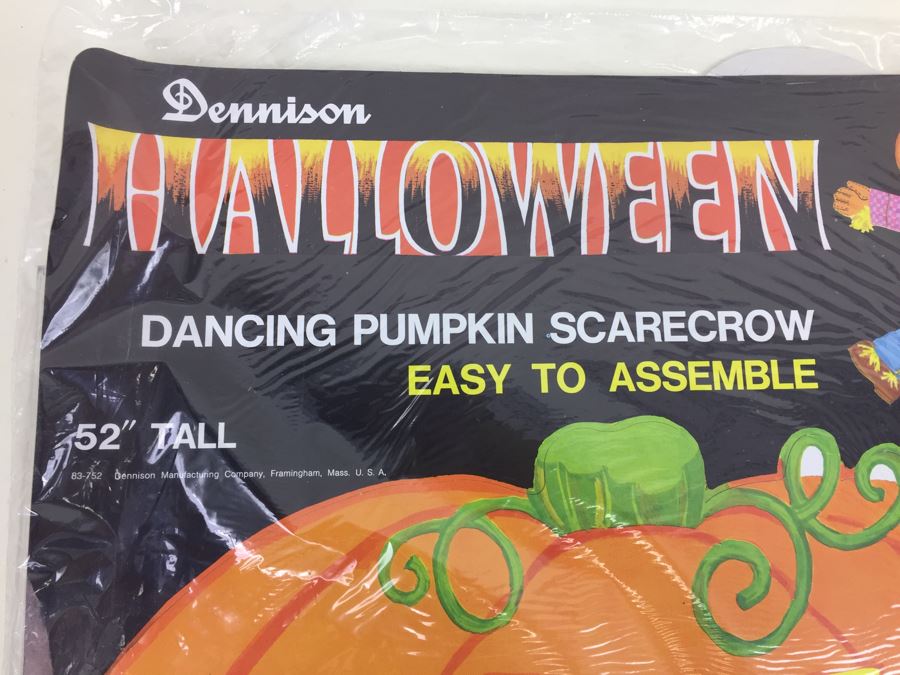 Dennison
HALLOWEEN
DANCING PUMPKIN SCARECROW
EASY TO ASSEMBLE
52" TALL
83-752 Dennison Manufacturing Company, Framingham, Mass. U. S. A.